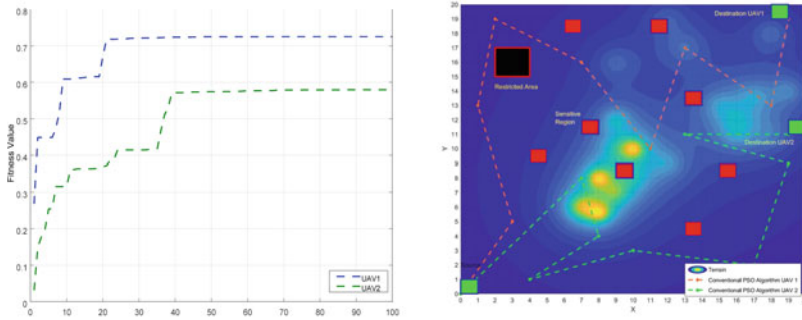 0.8
0.7
0.6
0.5
0.4
0.3
0.2
0.1
0
Fitness Value
0 10 20 30 40 50 60 70 80 90 100
UAV1
UAV2
20
19
18
17
16
15
14
13
12
11
10
9
8
7
6
5
4
3
2
1
0
Y
0 1 2 3 4 5 6 7 8 9 10 11 12 13 14 15 16 17 18 19
X
Destination UAV1
Restricted Area
Sensitive
Region
Destination UAV2
Terrain
Conventional PSO Algorithm UAV 1
Conventional PSO Algorithm UAV 2